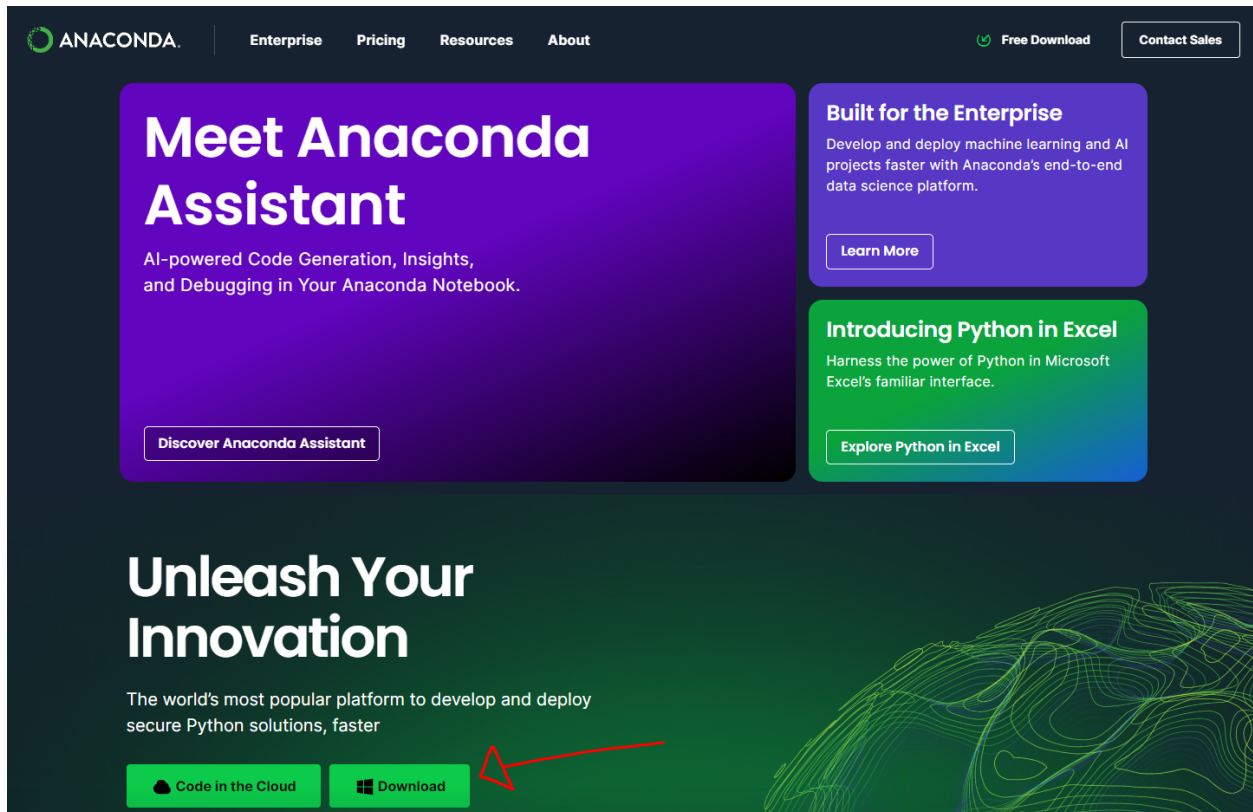 ANACONDA.
Enterprise
Pricing
Resources
About
Free Download
Contact Sales
Meet Anaconda
Assistant
AI-powered Code Generation, Insights,
and Debugging in Your Anaconda Notebook.
Discover Anaconda Assistant
Built for the Enterprise
Develop and deploy machine learning and AI
projects faster with Anaconda's end-to-end
data science platform.
Learn More
Introducing Python in Excel
Harness the power of Python in Microsoft
Excel's familiar interface.
Explore Python in Excel
Unleash Your
Innovation
The world's most popular platform to develop and deploy
secure Python solutions, faster
Code in the Cloud
Download